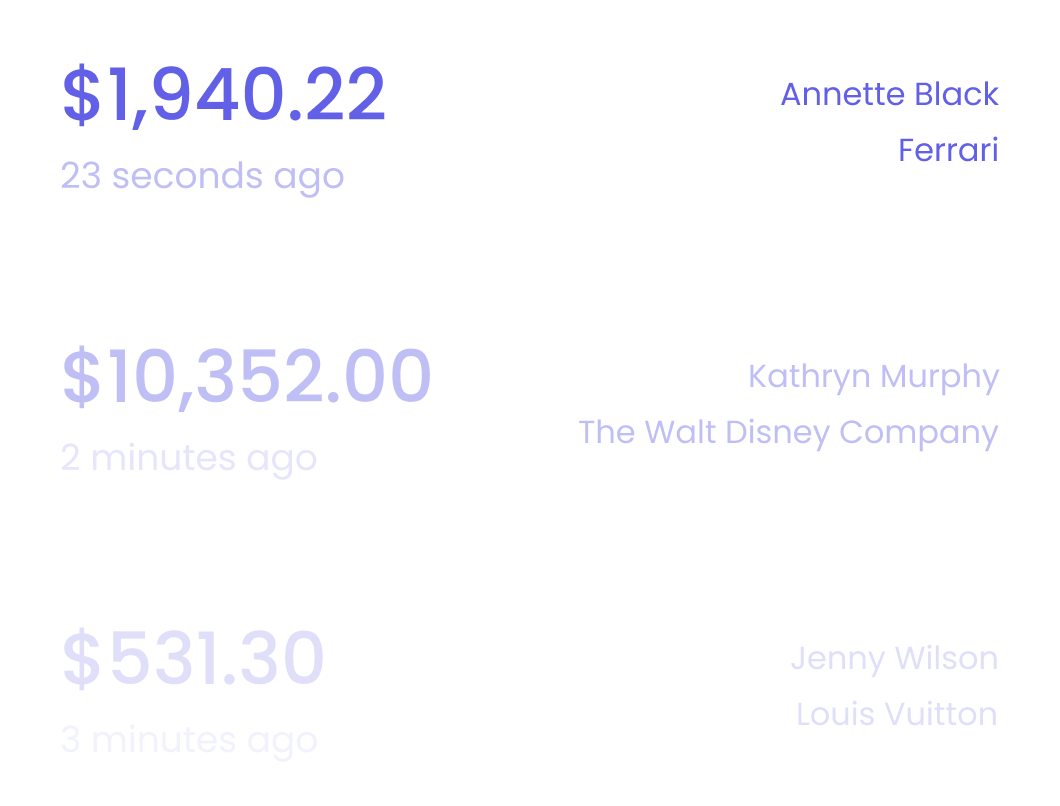 $1,940.22
23 seconds ago
Annette Black
Ferrari
$10,352.00
2 minutes ago
Kathryn Murphy
The Walt Disney Company
$531.30
3 minutes ago
Jenny Wilson
Louis Vuitton